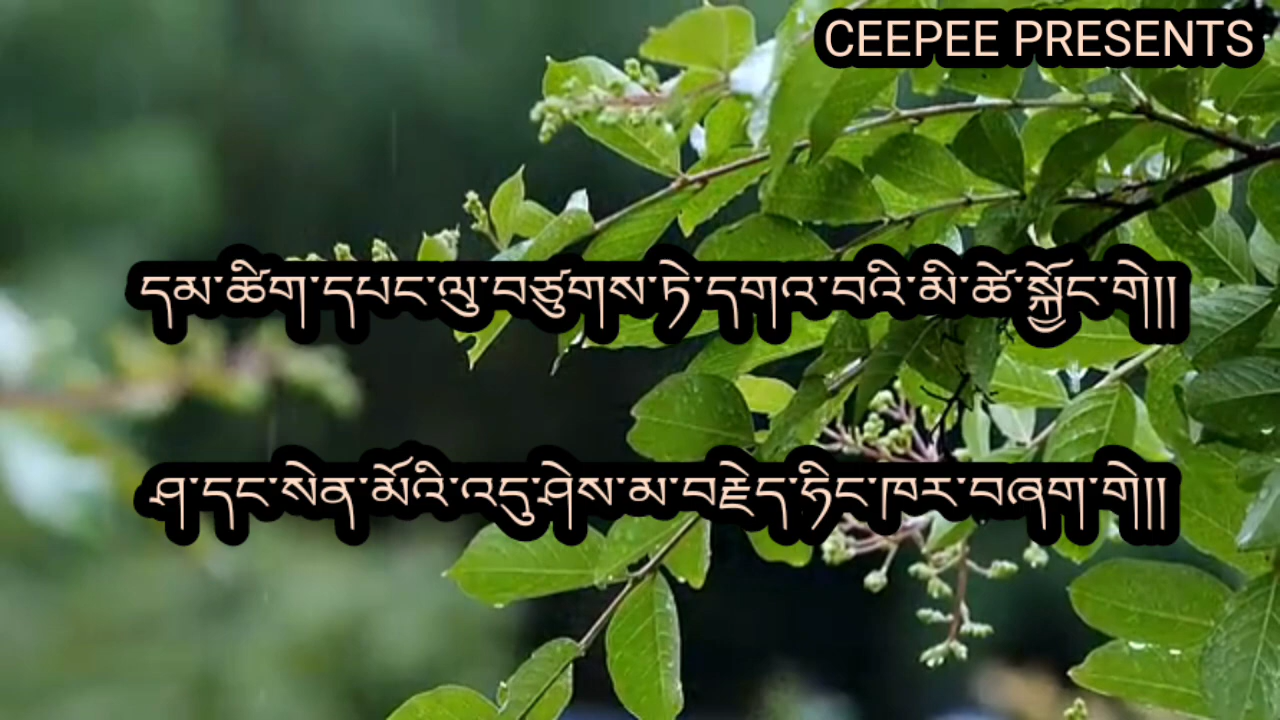 CEEPEE PRESENTS
དམ་ཚིག་དཔང་ལུ་བཙུགས་ཏེ་དགའ་བའི་མི་ཚེ་སྐྱོང་གེ།།
ཤ་དང་སེན་མོའི་འདུ་ཤེས་མ་བརྗེད་ཧིང་ཁར་བཞག་གེ།།